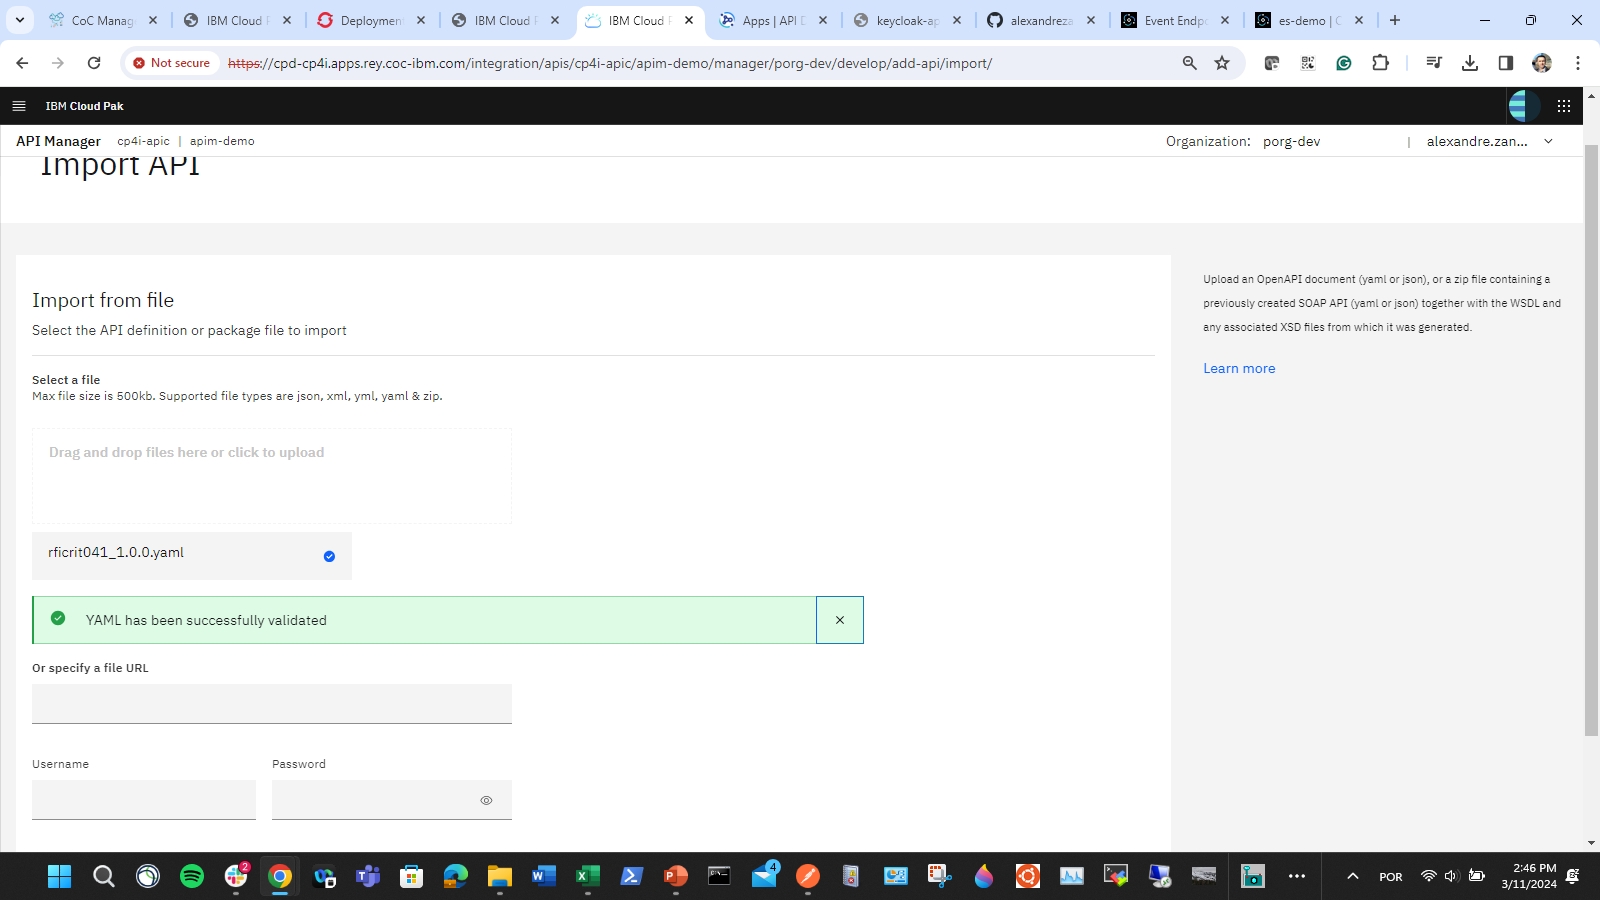 CoC Manag
IBM Cloud P
Deploymen
IBM Cloud P
IBM Cloud P
Apps | API D
keycloak-ap
alexandreza
Event Endp
es-demo | C
Not secure
https://cpd-cp4i.apps.rey.coc-ibm.com/integration/apis/cp4i-apic/apim-demo/manager/porg-dev/develop/add-api/import/
IBM Cloud Pak
API Manager cp4i-apic | apim-demo
Organization: porg-dev | alexandre.zan...
Import API
Import from file
Select the API definition or package file to import
Select a file
Max file size is 500kb. Supported file types are json, xml, yml, yaml & zip.
Drag and drop files here or click to upload
rficrit041_1.0.0.yaml
YAML has been successfully validated
Or specify a file URL
Username
Password
Upload an OpenAPI document (yaml or json), or a zip file containing a
previously created SOAP API (yaml or json) together with the WSDL and
any associated XSD files from which it was generated.
Learn more
2
4
POR
2:46 PM
3/11/2024